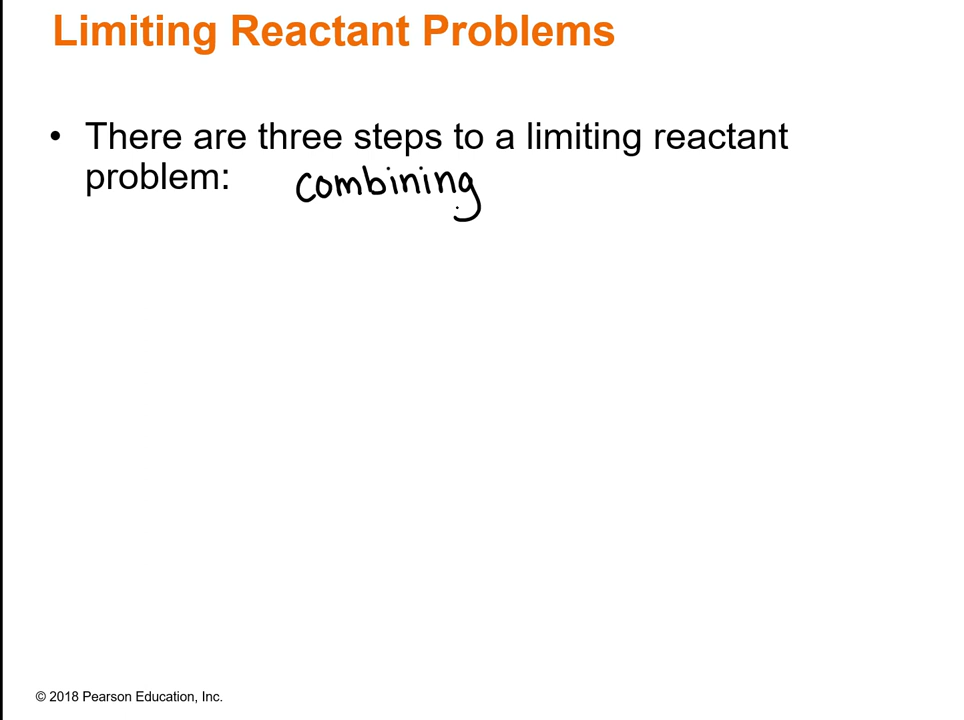 Limiting Reactant Problems
• There are three steps to a limiting reactant
problem: combining
© 2018 Pearson Education, Inc.